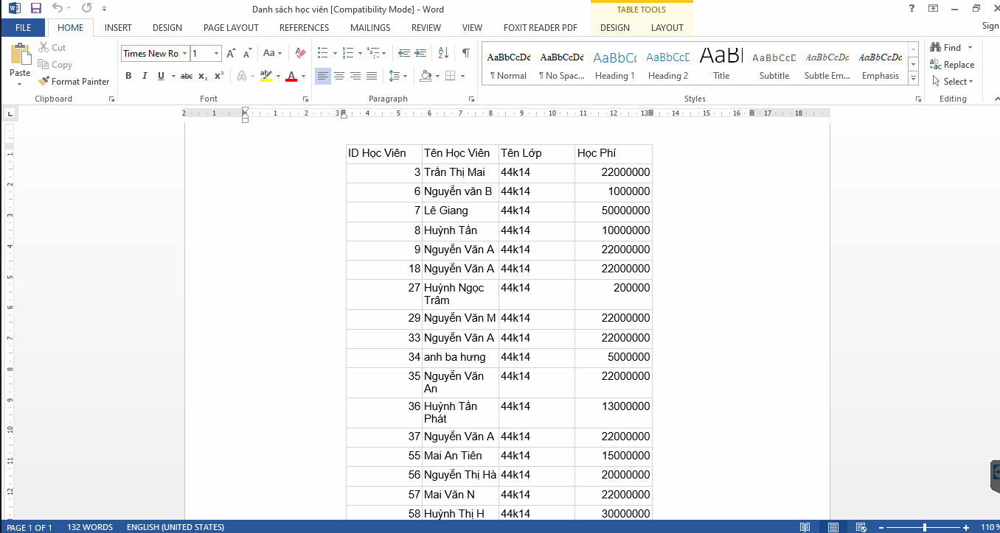 Danh sách học viên [Compatibility Mode] - Word
TABLE TOOLS
?
FILE HOME INSERT DESIGN PAGE LAYOUT REFERENCES MAILINGS REVIEW VIEW FOXIT READER PDF DESIGN LAYOUT Sign
Paste
Cut
Copy
Format Painter
Clipboard
Times New Ro 1
Aa
B I U abc x₂ x²
Font
Paragraph
AaBbCcDd AaBbCcDd AaBbCc AaBbCcD AaBl AaBbCcD AaBbCcDa AaBbCcDa
¶ Normal ¶ No Spac... Heading 1 Heading 2 Title Subtitle Subtle Em... Emphasis
Styles
Find
Replace
Select
Editing
2 1 1 2 3 4 5 6 7 8 9 10 11 12 13 14 15 16 17 18
1
2
3
4
5
6
7
8
9
10
11
12
ID Học Viên Tên Học Viên Tên Lớp Học Phí
3 Trần Thị Mai 44k14 22000000
6 Nguyễn văn B 44k14 1000000
7 Lê Giang 44k14 50000000
8 Huỳnh Tấn 44k14 10000000
9 Nguyễn Văn A 44k14 22000000
18 Nguyễn Văn A 44k14 22000000
27 Huỳnh Ngọc 44k14 200000
Trâm
29 Nguyễn Văn M 44k14 22000000
33 Nguyễn Văn A 44k14 22000000
34 anh ba hưng 44k14 5000000
35 Nguyễn Văn 44k14 22000000
An
36 Huỳnh Tấn 44k14 13000000
Phát
37 Nguyễn Văn A 44k14 22000000
55 Mai An Tiên 44k14 15000000
56 Nguyễn Thị Hà 44k14 20000000
57 Mai Văn N 44k14 22000000
58 Huỳnh Thị H 44k14 30000000
PAGE 1 OF 1 132 WORDS ENGLISH (UNITED STATES) 110%